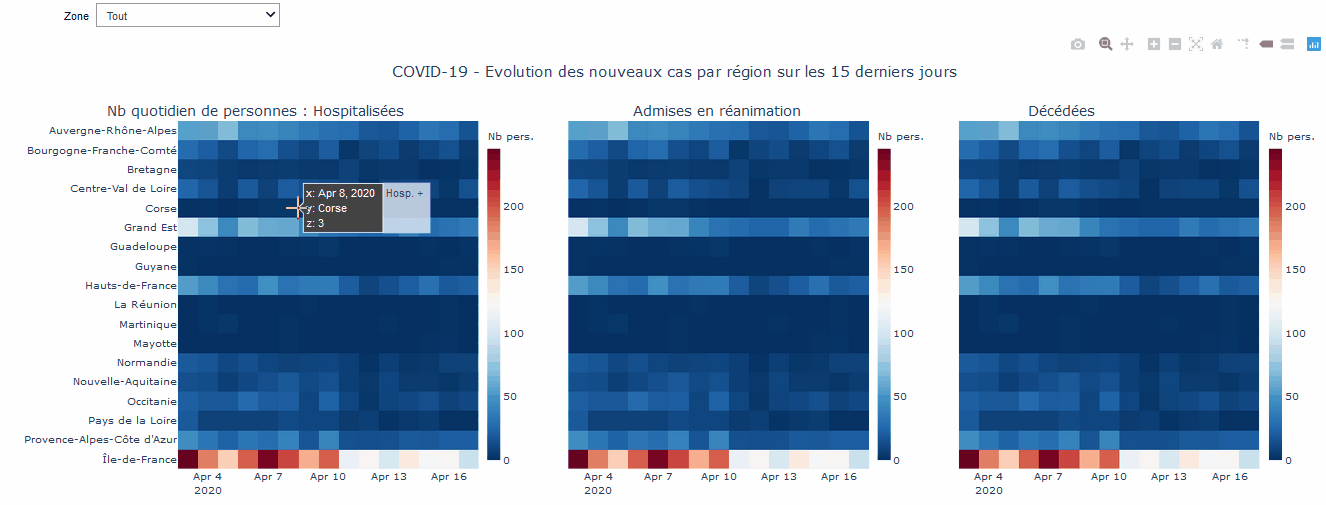 Zone Tout
COVID-19 - Evolution des nouveaux cas par région sur les 15 derniers jours
Nb quotidien de personnes : Hospitalisées
Admises en réanimation
Décédées
Auvergne-Rhône-Alpes
Bourgogne-Franche-Comté
Bretagne
Centre-Val de Loire
Corse
Grand Est
Guadeloupe
Guyane
Hauts-de-France
La Réunion
Martinique
Mayotte
Normandie
Nouvelle-Aquitaine
Occitanie
Pays de la Loire
Provence-Alpes-Côte d'Azur
Île-de-France
x: Apr 8, 2020
y: Corse
z: 3
Hosp. +
Apr 4 Apr 7 Apr 10 Apr 13 Apr 16
2020
Nb pers.
200
150
100
50
0
Apr 4 Apr 7 Apr 10 Apr 13 Apr 16
2020
Nb pers.
200
150
100
50
0
Apr 4 Apr 7 Apr 10 Apr 13 Apr 16
2020
Nb pers.
200
150
100
50
0